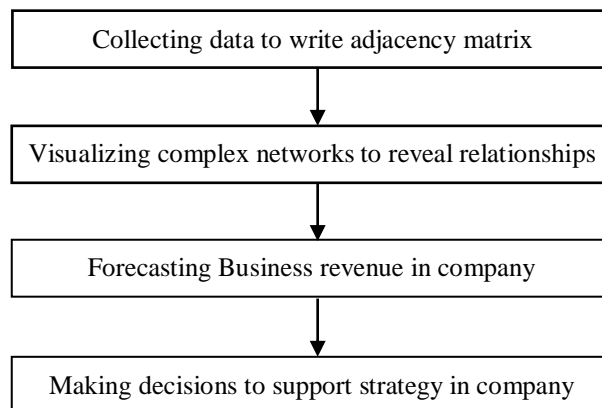 Collecting data to write adjacency matrix
Visualizing complex networks to reveal relationships
Forecasting Business revenue in company
Making decisions to support strategy in company